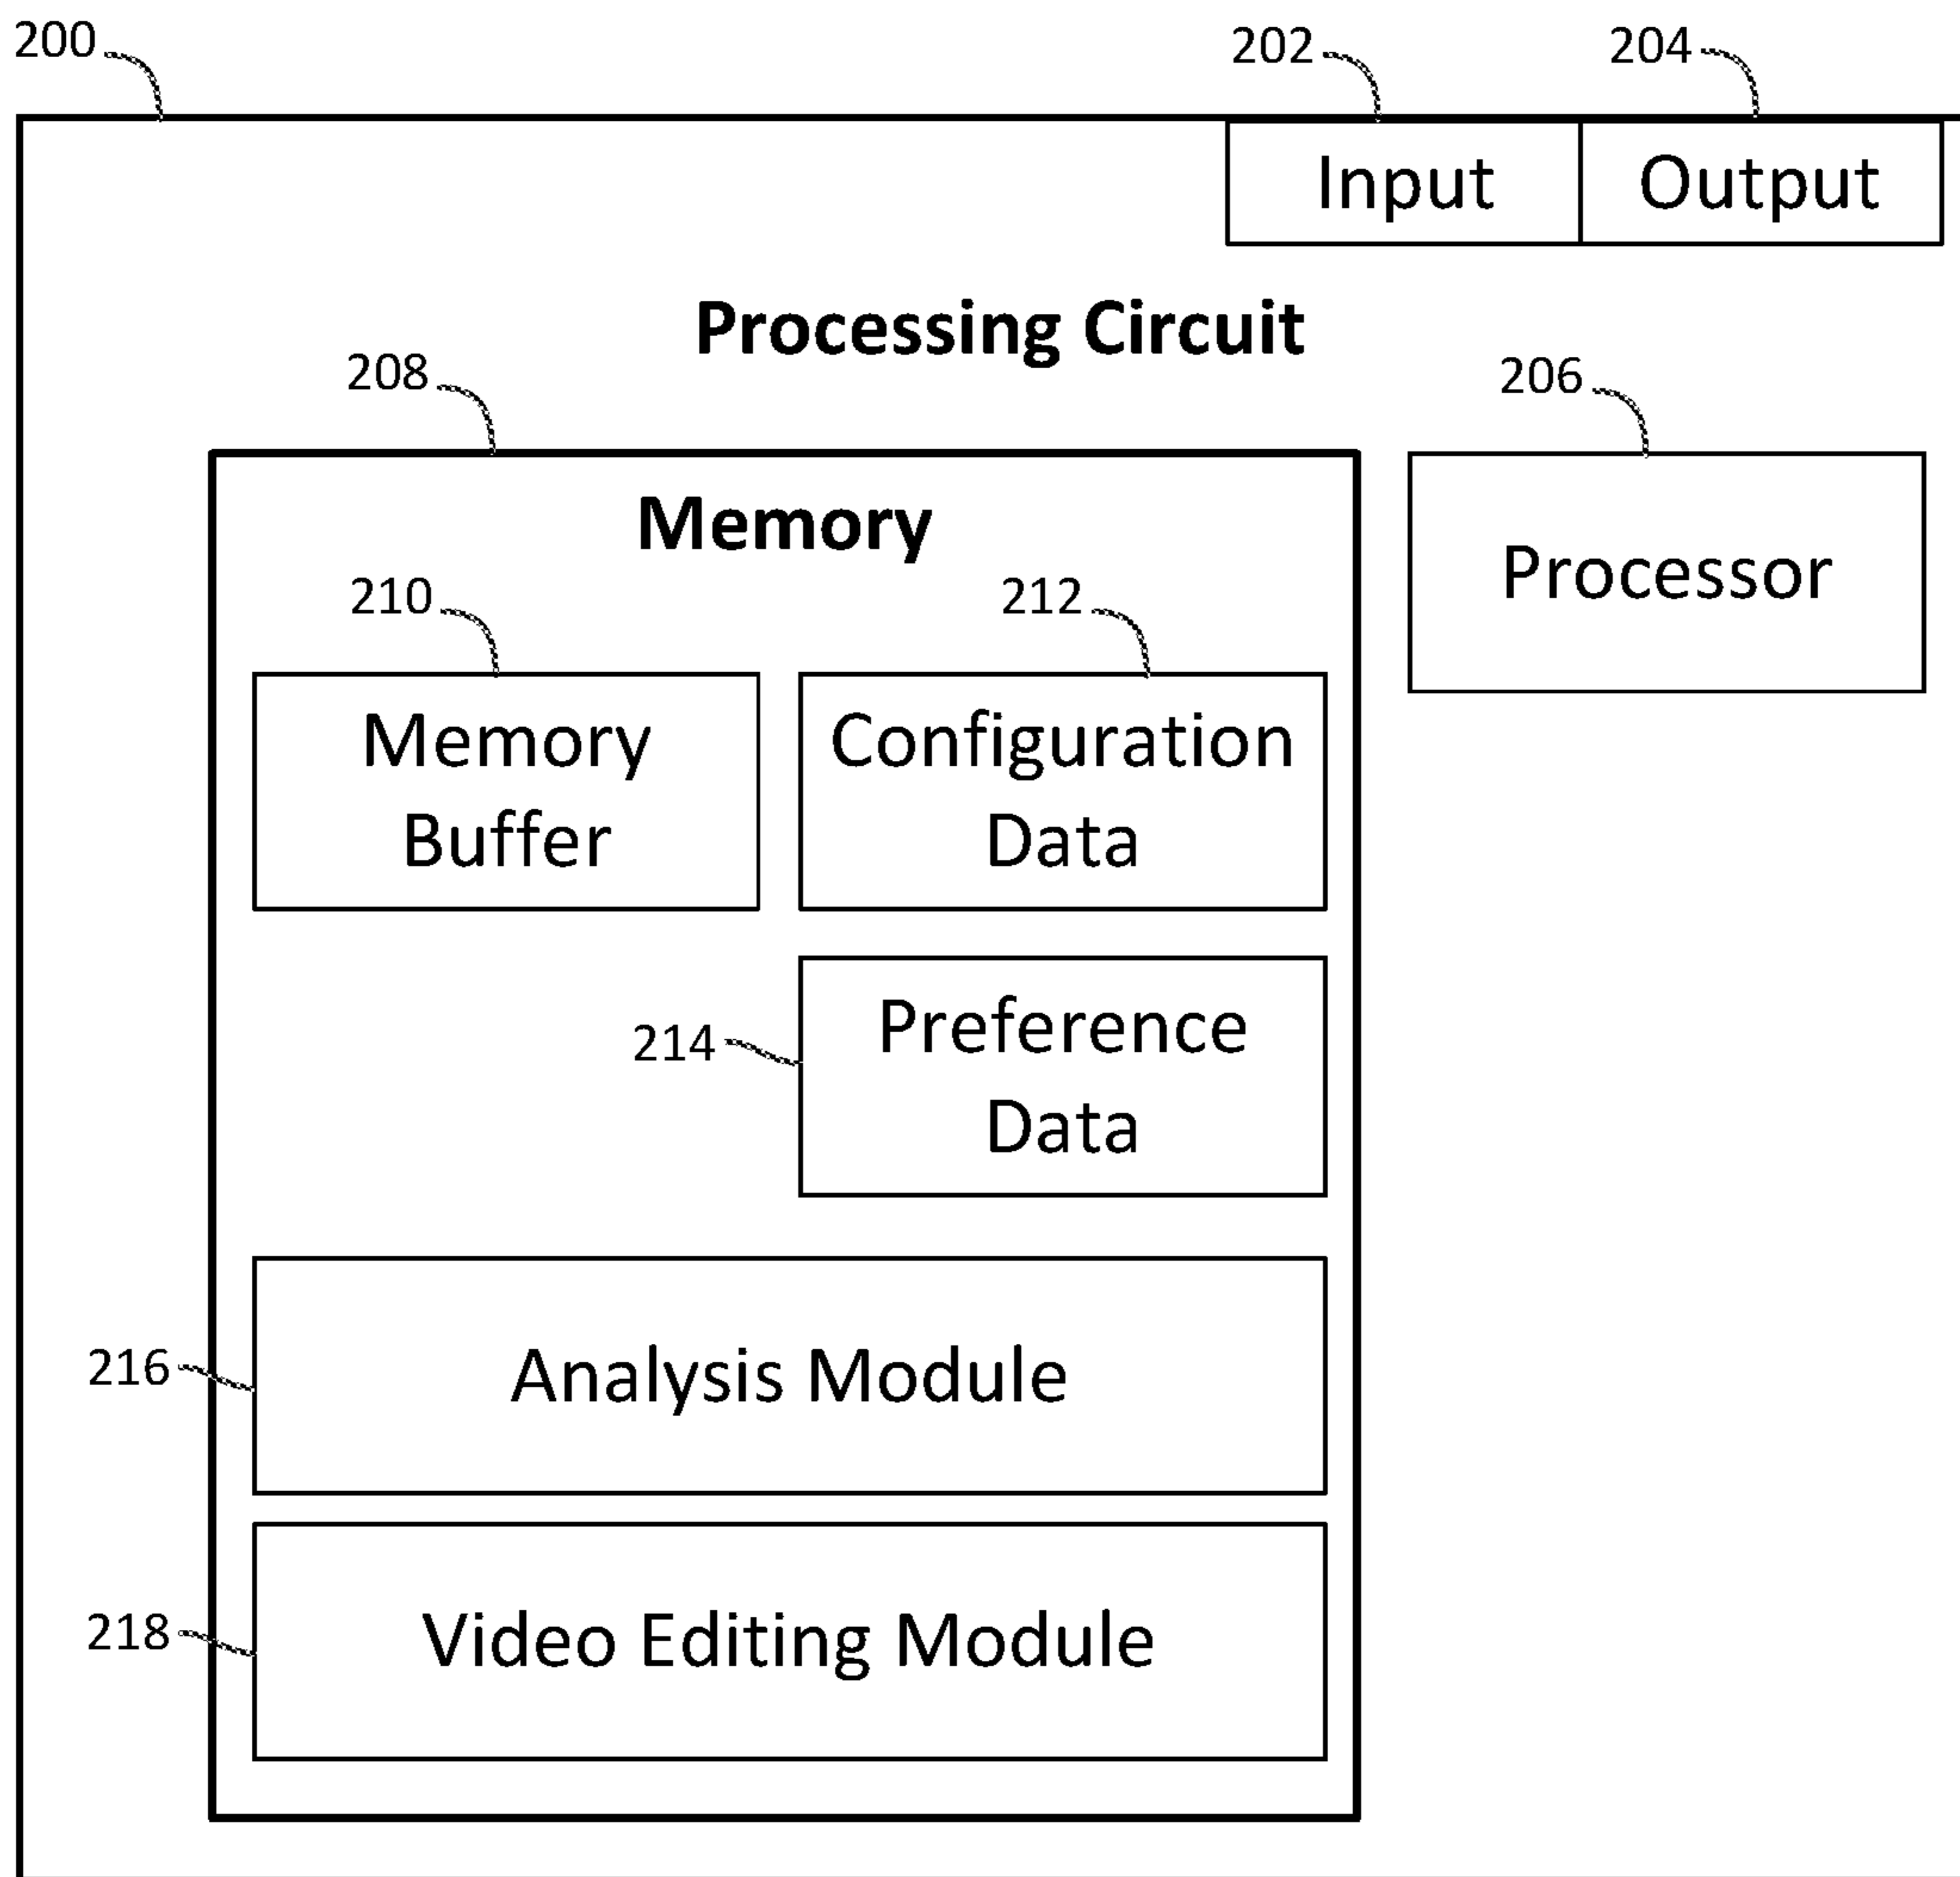 200
202
204
Input
Output
Processing Circuit
208
206
Memory
Processor
210
212
Memory
Buffer
Configuration
Data
214
Preference
Data
216
Analysis Module
218
Video Editing Module